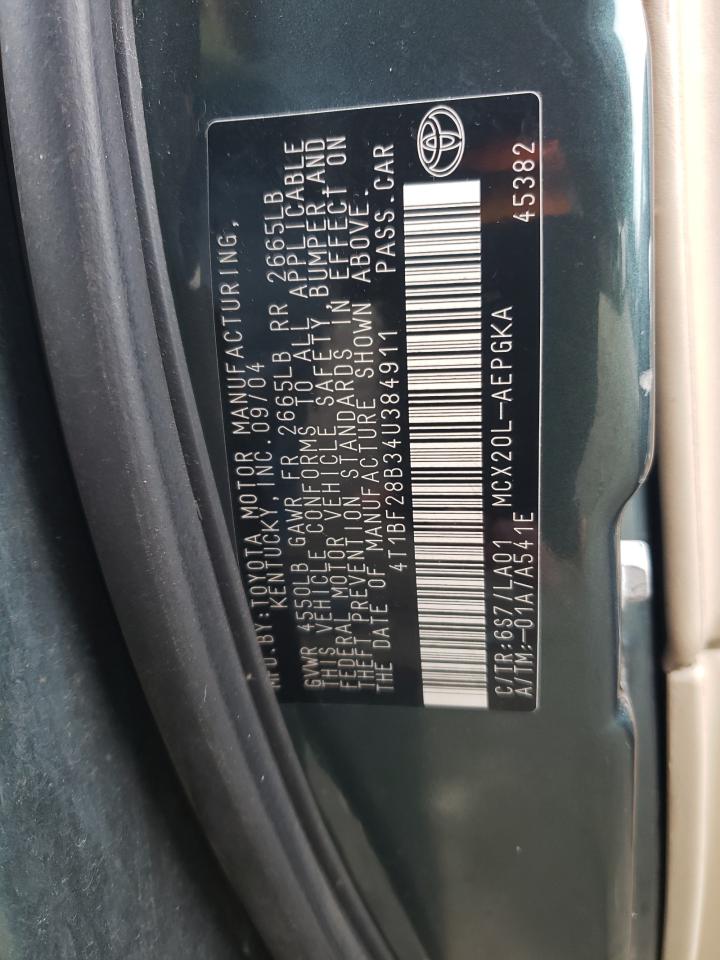 MFD.BY:TOYOTA MOTOR MANUFACTURING,
KENTUCKY, INC. 09/04
GVWR 4550LB GAWR FR 2665LB RR 2665LB
THIS VEHICLE CONFORMS TO ALL APPLICABLE
FEDERAL MOTOR VEHICLE SAFETY, BUMPER,AND
THEFT PREVENTION STANDARDS IN EFFECT ON
THE DATE OF MANUFACTURE SHOWN ABOVE.
4T1BF28B34U384911 PASS.CAR
C/TR:6S7/LA01 MCX20L-AEPGKA
A/TM:-01A/A541E 45382